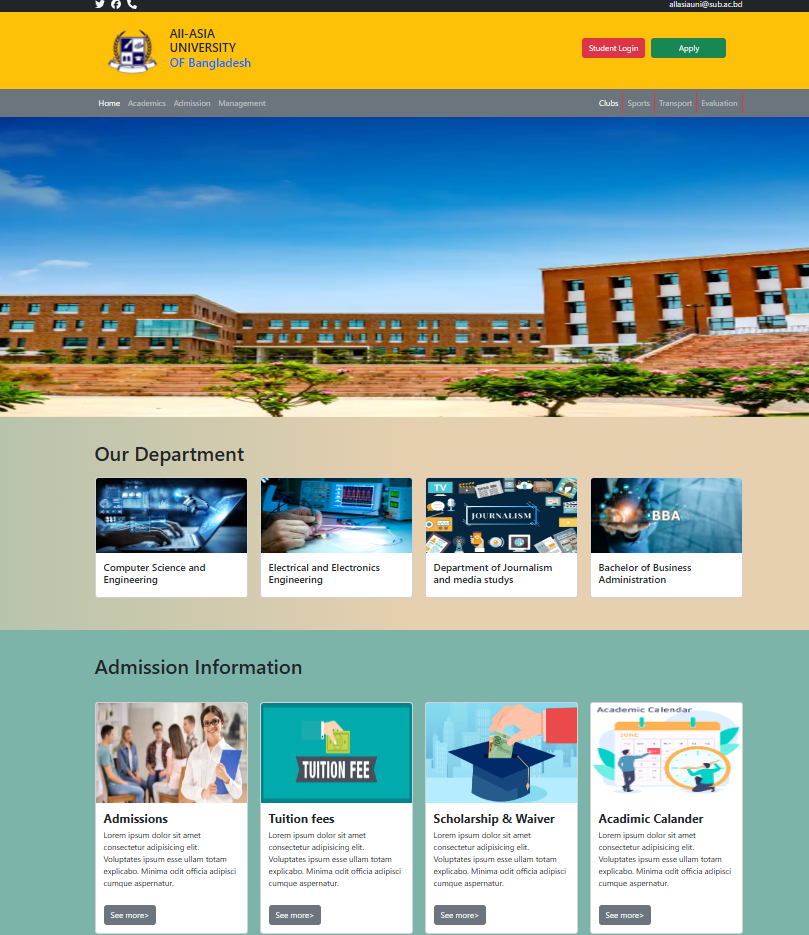 allasiauni@sub.ac.bd
All-ASIA
UNIVERSITY
OF Bangladesh
Student Login
Apply
Home Academics Admission Management
Clubs Sports Transport Evaluation
Our Department
TV
JOURNALISM
BBA
Computer Science and
Engineering
Electrical and Electronics
Engineering
Department of Journalism
and media studys
Bachelor of Business
Administration
Admission Information
TUITION FEE
Academic Calendar
JUNE
Admissions
Lorem ipsum dolor sit amet
consectetur adipisicing elit.
Voluptates ipsum esse ullam totam
explicabo. Minima odit officia adipisci
cumque aspernatur.
See more>
Tuition fees
Lorem ipsum dolor sit amet
consectetur adipisicing elit.
Voluptates ipsum esse ullam totam
explicabo. Minima odit officia adipisci
cumque aspernatur.
See more>
Scholarship & Waiver
Lorem ipsum dolor sit amet
consectetur adipisicing elit.
Voluptates ipsum esse ullam totam
explicabo. Minima odit officia adipisci
cumque aspernatur.
See more>
Acadimic Calander
Lorem ipsum dolor sit amet
consectetur adipisicing elit.
Voluptates ipsum esse ullam totam
explicabo. Minima odit officia adipisci
cumque aspernatur.
See more>